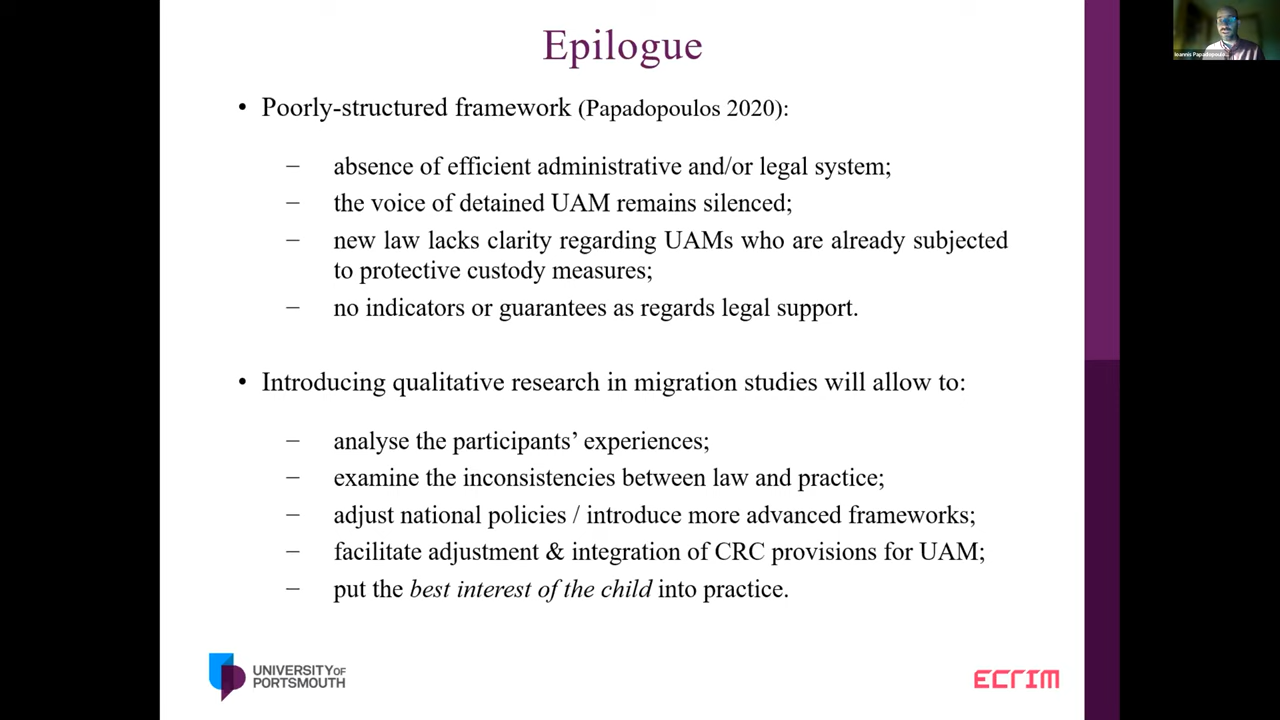 Epilogue
• Poorly-structured framework (Papadopoulos 2020):
– absence of efficient administrative and/or legal system;
– the voice of detained UAM remains silenced;
– new law lacks clarity regarding UAMs who are already subjected
to protective custody measures;
– no indicators or guarantees as regards legal support.
• Introducing qualitative research in migration studies will allow to:
– analyse the participants’ experiences;
– examine the inconsistencies between law and practice;
– adjust national policies / introduce more advanced frameworks;
– facilitate adjustment & integration of CRC provisions for UAM;
– put the best interest of the child into practice.
UNIVERSITY OF
PORTSMOUTH
ECRIM
Ioannis Papadopoulo...